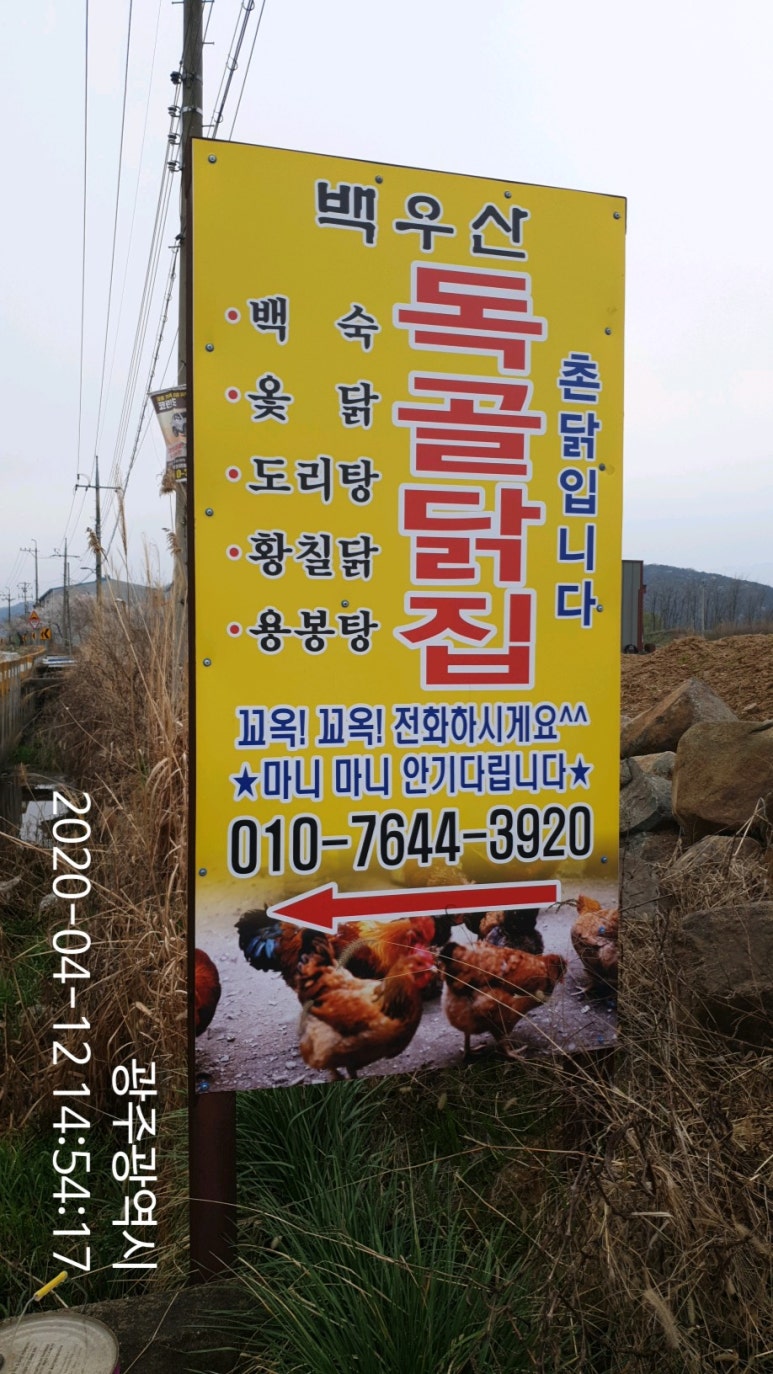 백우산
독골닭집
촌닭입니다
•백 숙
•옻 닭
•도리탕
•황칠닭
•용봉탕
꼬옥! 꼬옥! 전화하시게요^^
★마니 마니 안기다립니다★
010-7644-3920
2020-04-12 14:54:17
광주광역시